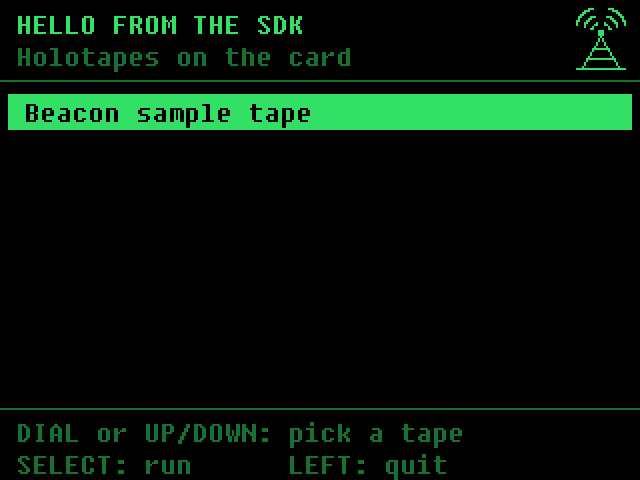 HELLO FROM THE SDK
Holotapes on the card
Beacon sample tape
DIAL or UP/DOWN: pick a tape
SELECT: run      LEFT: quit